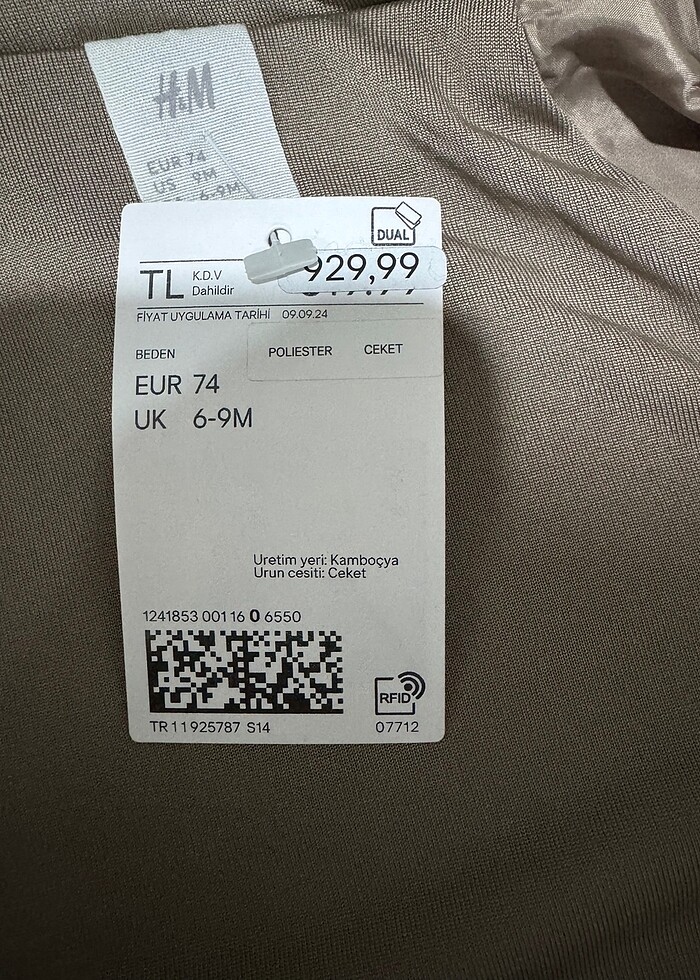 H&M
EUR 74
US 9M
6-9M
DUAL
TL K.D.V Dahildir 929,99
FİYAT UYGULAMA TARİHİ 09.09.24
BEDEN POLIESTER CEKET
EUR 74
UK 6-9M
Uretim yeri: Kamboçya
Urun cesiti: Ceket
1241853 001 16 0 6550
RFID
TR 11925787 S14 07712